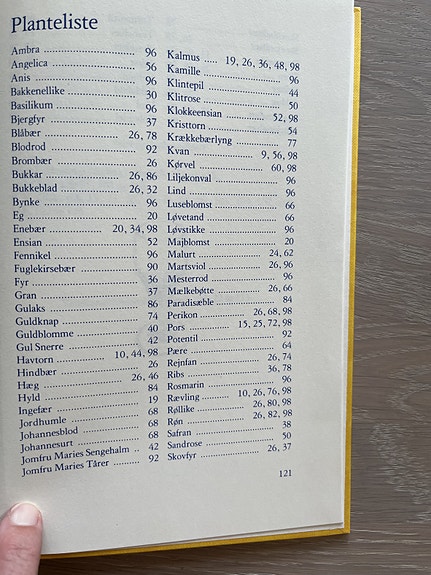 Planteliste
Ambra 96
Angelica 56
Anis 96
Bakkenellike 30
Basilikum 96
Bjergfyr 37
Blåbær 26, 78
Blodrod 92
Brombær 26
Bukkar 26, 86
Bukkeblad 26, 32
Bynke 96
Eg 20
Enebær 20, 34, 98
Ensian 52
Fennikel 96
Fuglekirsebær 90
Fyr 36
Gran 37
Gulaks 86
Guldknap 74
Guldblomme 40
Gul Snerre 42
Havtorn 10, 44, 98
Hindbær 26
Hæg 26, 46
Hyld 84
Ingefær 19
Jordhumle 68
Johannesblod 68
Johannesurt 68
Jomfru Maries Sengehalm .. 42
Jomfru Maries Tårer 92
Kalmus 19, 26, 36, 48, 98
Kamille 96
Klintepil 44
Klitrose 50
Klokkeensian 52, 98
Kristtorn 54
Krækkebærlyng 77
Kvan 9, 56, 98
Kørvel 60, 98
Liljekonval 96
Lind 96
Luseblomst 66
Løvetand 66
Løvstikke 96
Majblomst 20
Malurt 24, 62
Martsviol 26, 96
Mesterrod 96
Mælkebøtte 26, 66
Paradisæble 84
Perikon 26, 68, 98
Pors 15, 25, 72, 98
Potentil 92
Pære 64
Rejnfan 26, 74
Ribs 36, 78
Rosmarin 96
Rævling 10, 26, 76, 98
Røllike 26, 80, 98
Røn 26, 82, 98
Safran 38
Sandrose 50
Skovfyr 26, 37
121